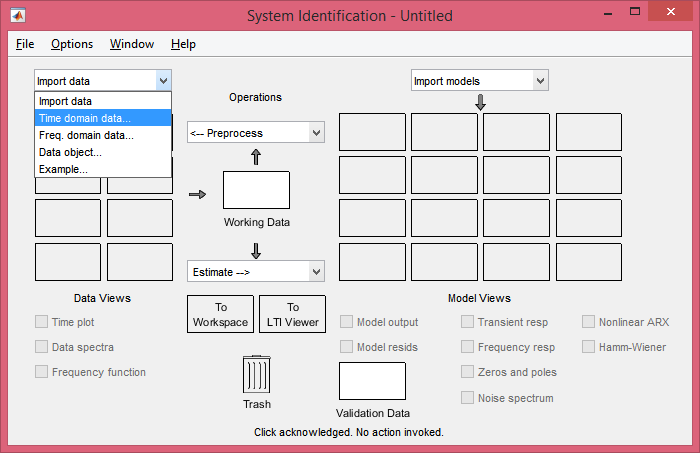 System Identification - Untitled
File Options Window Help
Import data
Import data
Time domain data...
Freq. domain data...
Data object...
Example...
Operations
<-- Preprocess
Working Data
Estimate -->
To
Workspace
To
LTI Viewer
Import models
Data Views
Time plot
Data spectra
Frequency function
Trash
Model Views
Model output
Model resids
Transient resp
Frequency resp
Zeros and poles
Noise spectrum
Nonlinear ARX
Hamm-Wiener
Validation Data
Click acknowledged. No action invoked.